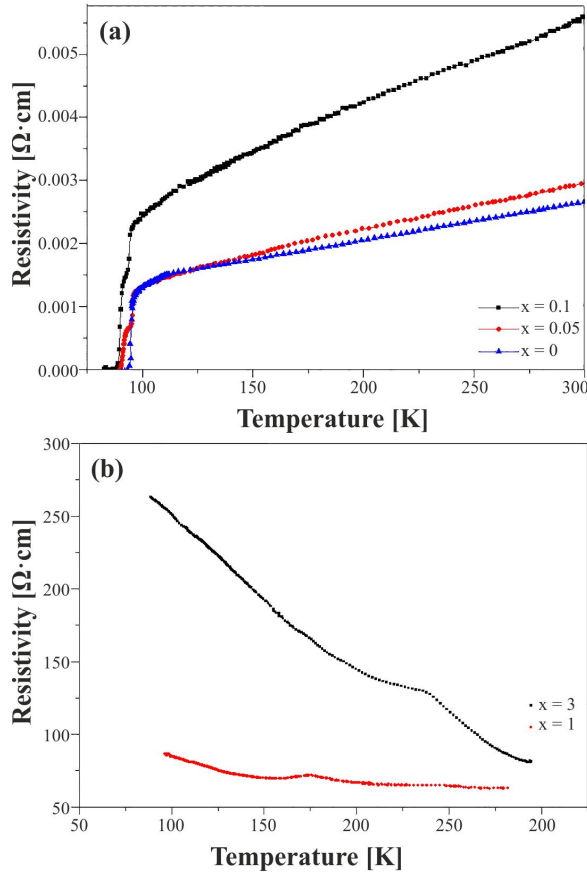 (a)
Resistivity [Ω·cm]
0.005
0.004
0.003
0.002
0.001
0.000
x = 0.1
x = 0.05
x = 0
100 150 200 250 300
Temperature [K]
(b)
Resistivity [Ω·cm]
300
250
200
150
100
50
x = 3
x = 1
50 100 150 200 250 200
Temperature [K]